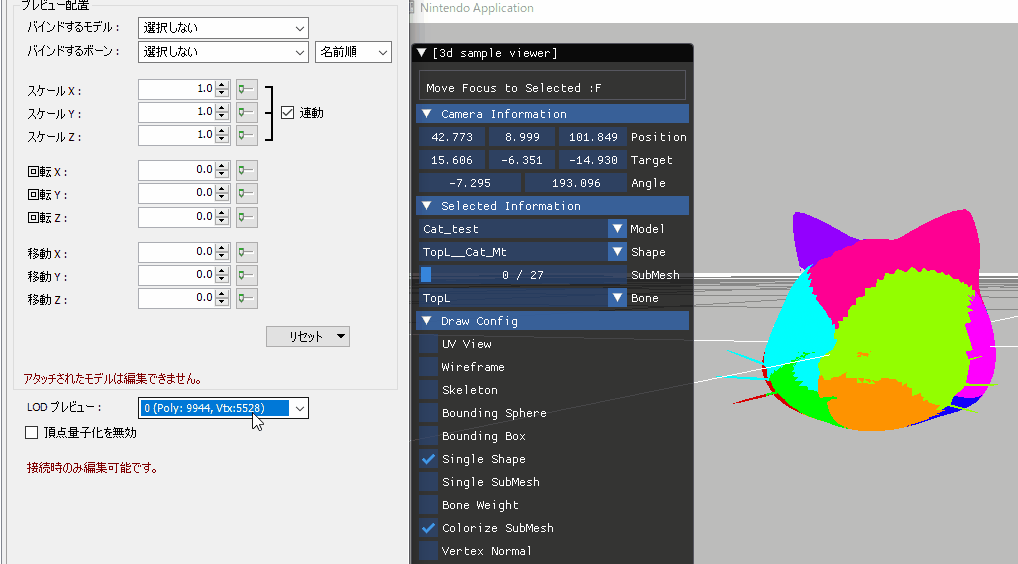 プレビュー配置
バインドするモデル： 選択しない
バインドするボーン： 選択しない 名前順
スケール X： 1.0
スケール Y： 1.0
スケール Z： 1.0
連動
回転 X： 0.0
回転 Y： 0.0
回転 Z： 0.0
移動 X： 0.0
移動 Y： 0.0
移動 Z： 0.0
リセット
アタッチされたモデルは編集できません。
LOD プレビュー： 0 (Poly: 9944, Vtx:5528)
頂点量子化を無効
接続時のみ編集可能です。
Nintendo Application
[3d sample viewer]
Move Focus to Selected :F
Camera Information
42.773 8.999 101.849 Position
15.606 -6.351 -14.930 Target
-7.295 193.096 Angle
Selected Information
Cat_test Model
TopL__Cat_Mt Shape
0 / 27 SubMesh
TopL Bone
Draw Config
UV View
Wireframe
Skeleton
Bounding Sphere
Bounding Box
Single Shape
Single SubMesh
Bone Weight
Colorize SubMesh
Vertex Normal